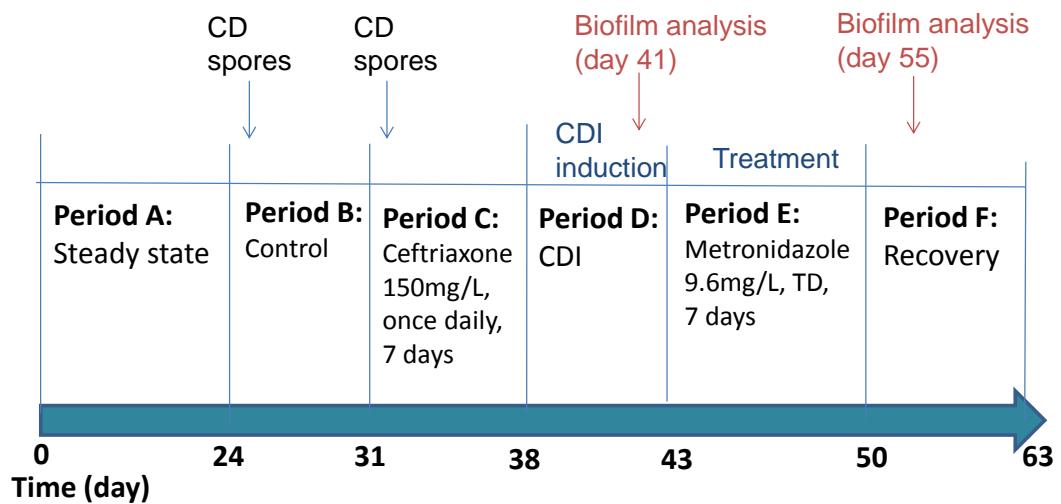 CD
spores
CD
spores
Biofilm analysis
(day 41)
Biofilm analysis
(day 55)
CDI
induction
Treatment
Period A:
Steady state
Period B:
Control
Period C:
Ceftriaxone
150mg/L,
once daily,
7 days
Period D:
CDI
Period E:
Metronidazole
9.6mg/L, TD,
7 days
Period F:
Recovery
0
24
31
38
43
50
63
Time (day)